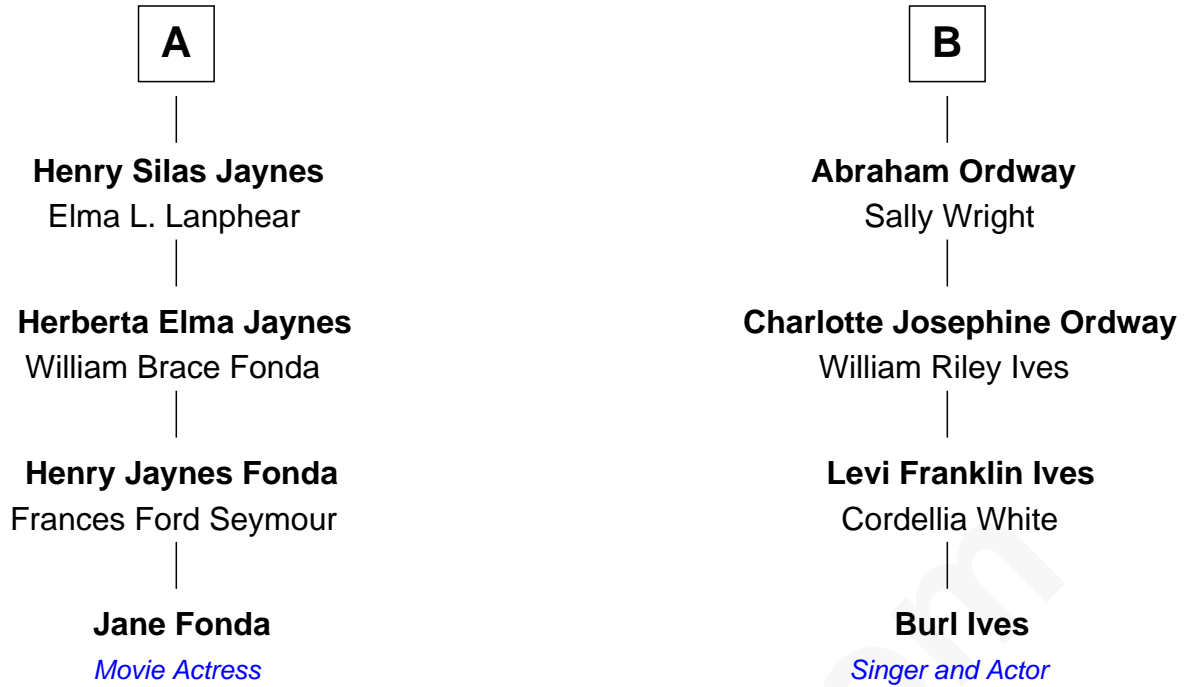 A
Henry Silas Jaynes
Elma L. Lanphear
Herberta Elma Jaynes
William Brace Fonda
Henry Jaynes Fonda
Frances Ford Seymour
Jane Fonda
Movie Actress
B
Abraham Ordway
Sally Wright
Charlotte Josephine Ordway
William Riley Ives
Levi Franklin Ives
Cordellia White
Burl Ives
Singer and Actor
om